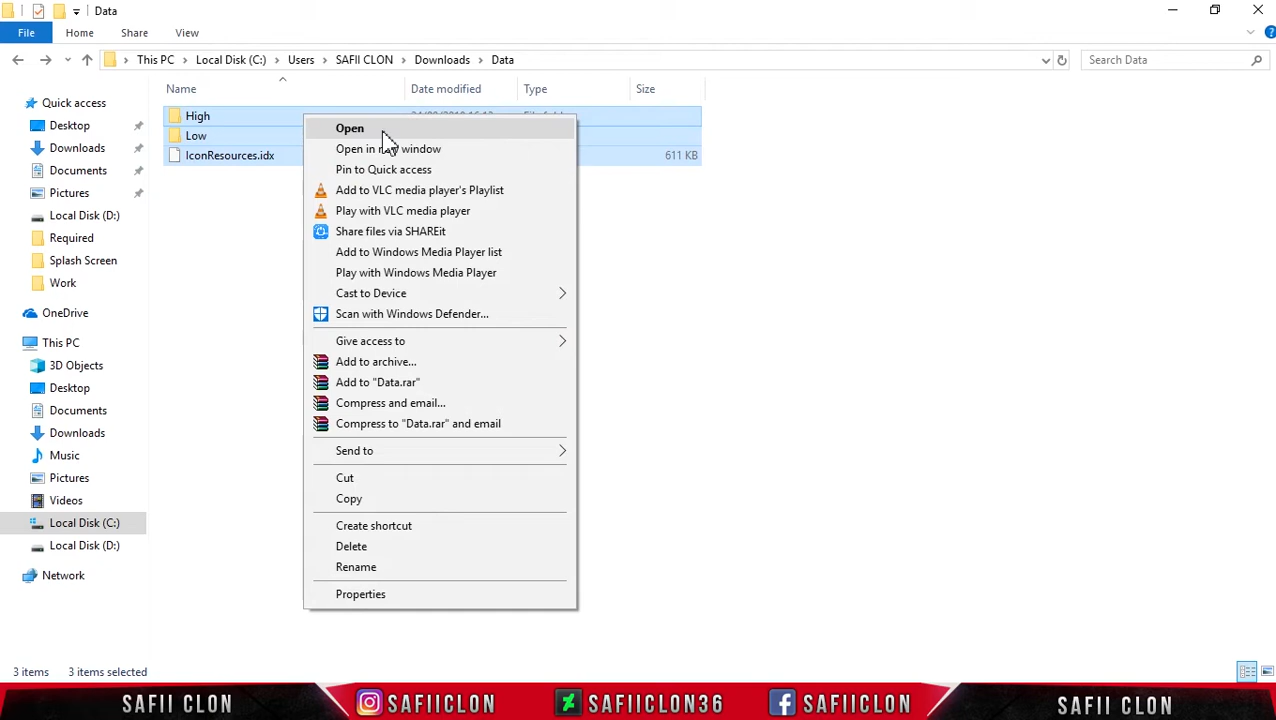 Data
File Home Share View
This PC Local Disk (C:) Users SAFII CLON Downloads Data
Search Data
Name Date modified Type Size
Quick access
Desktop
Downloads
Documents
Pictures
Local Disk (D:)
Required
Splash Screen
Work
OneDrive
This PC
3D Objects
Desktop
Documents
Downloads
Music
Pictures
Videos
Local Disk (C:)
Local Disk (D:)
Network
High
Low
IconResources.idx 611 KB
Open
Open in new window
Pin to Quick access
Add to VLC media player's Playlist
Play with VLC media player
Share files via SHAREit
Add to Windows Media Player list
Play with Windows Media Player
Cast to Device
Scan with Windows Defender...
Give access to
Add to archive...
Add to "Data.rar"
Compress and email...
Compress to "Data.rar" and email
Send to
Cut
Copy
Create shortcut
Delete
Rename
Properties
3 items 3 items selected
SAFII CLON SAFIICLON SAFIICLON36 SAFIICLON SAFII CLON